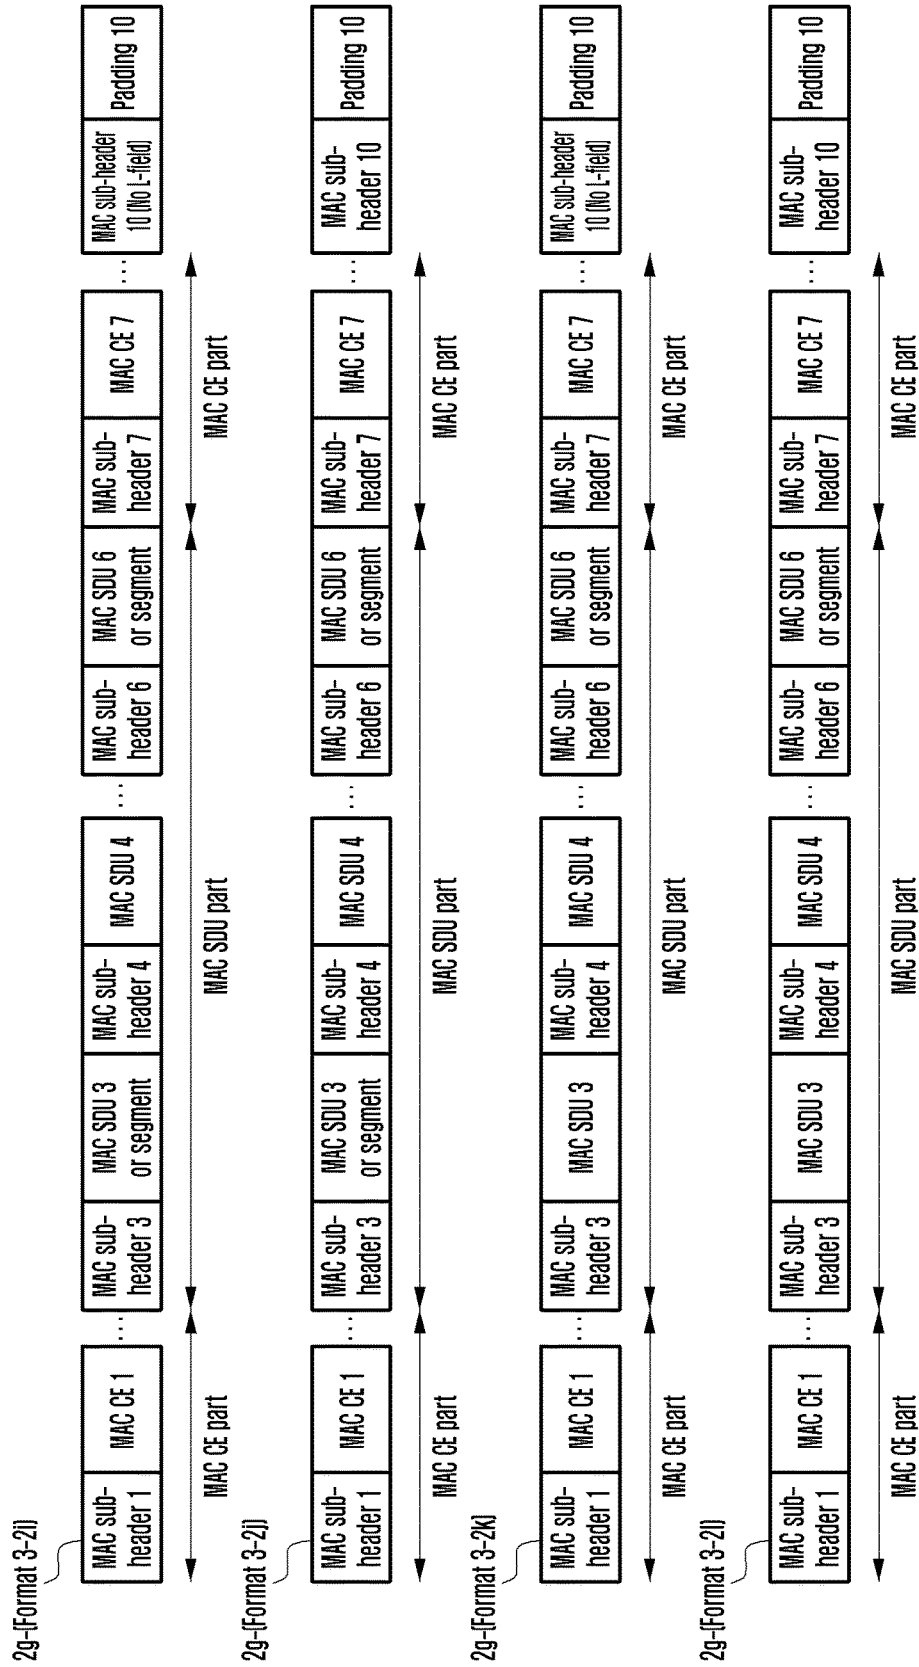 2g-(Format 3-2i)
MAC sub-
header 1
MAC CE 1
...
MAC sub-
header 3
MAC SDU 3
or segment
MAC sub-
header 4
MAC SDU 4
...
MAC sub-
header 6
MAC SDU 6
or segment
MAC sub-
header 7
MAC CE 7
...
MAC sub-header
10 (No L-field)
Padding 10
MAC CE part
MAC SDU part
MAC CE part
2g-(Format 3-2j)
MAC sub-
header 1
MAC CE 1
...
MAC sub-
header 3
MAC SDU 3
or segment
MAC sub-
header 4
MAC SDU 4
...
MAC sub-
header 6
MAC SDU 6
or segment
MAC sub-
header 7
MAC CE 7
...
MAC sub-
header 10
Padding 10
MAC CE part
MAC SDU part
MAC CE part
2g-(Format 3-2K)
MAC sub-
header 1
MAC CE 1
...
MAC sub-
header 3
MAC SDU 3
MAC sub-
header 4
MAC SDU 4
...
MAC sub-
header 6
MAC SDU 6
or segment
MAC sub-
header 7
MAC CE 7
...
MAC sub-header
10 (No L-field)
Padding 10
MAC CE part
MAC SDU part
MAC CE part
2g-(Format 3-2l)
MAC sub-
header 1
MAC CE 1
...
MAC sub-
header 3
MAC SDU 3
MAC sub-
header 4
MAC SDU 4
...
MAC sub-
header 6
MAC SDU 6
or segment
MAC sub-
header 7
MAC CE 7
...
MAC sub-
header 10
Padding 10
MAC CE part
MAC SDU part
MAC CE part